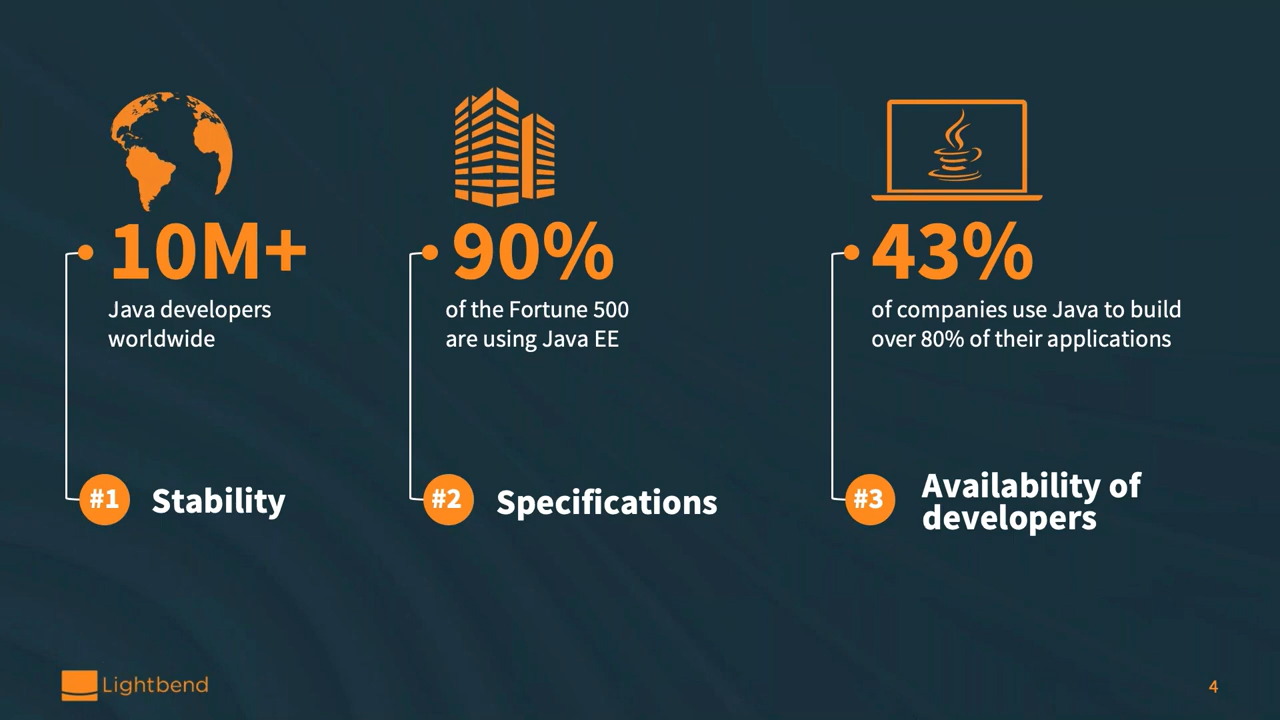 10M+
Java developers
worldwide
#1 Stability
90%
of the Fortune 500
are using Java EE
#2 Specifications
43%
of companies use Java to build
over 80% of their applications
#3 Availability of
developers
Lightbend
4